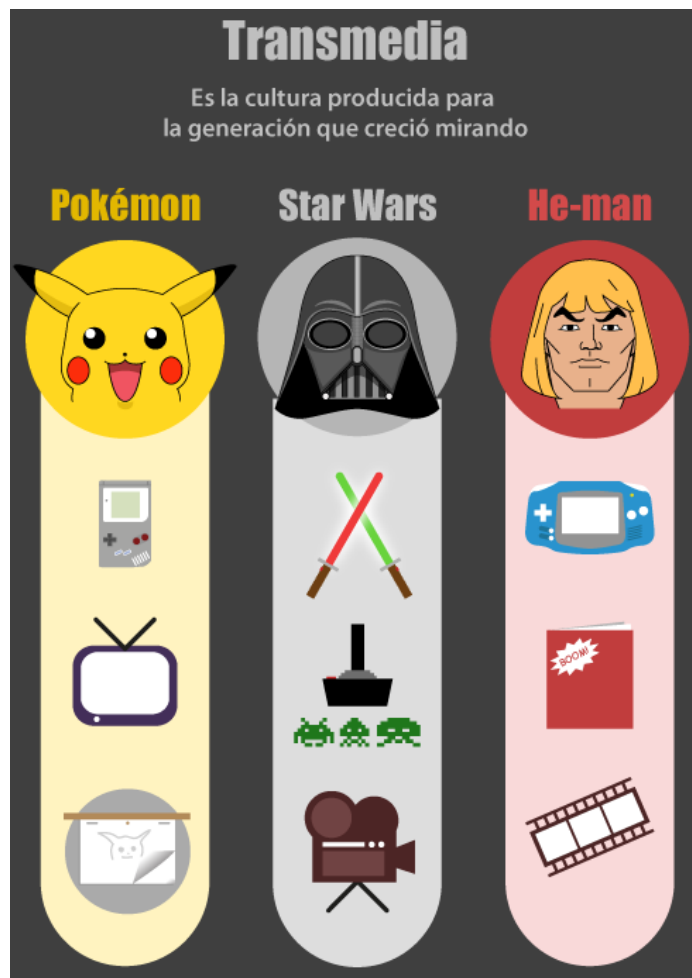 Transmedia
Es la cultura producida para
la generación que creció mirando
Pokémon
Star Wars
He-man
BOOM!